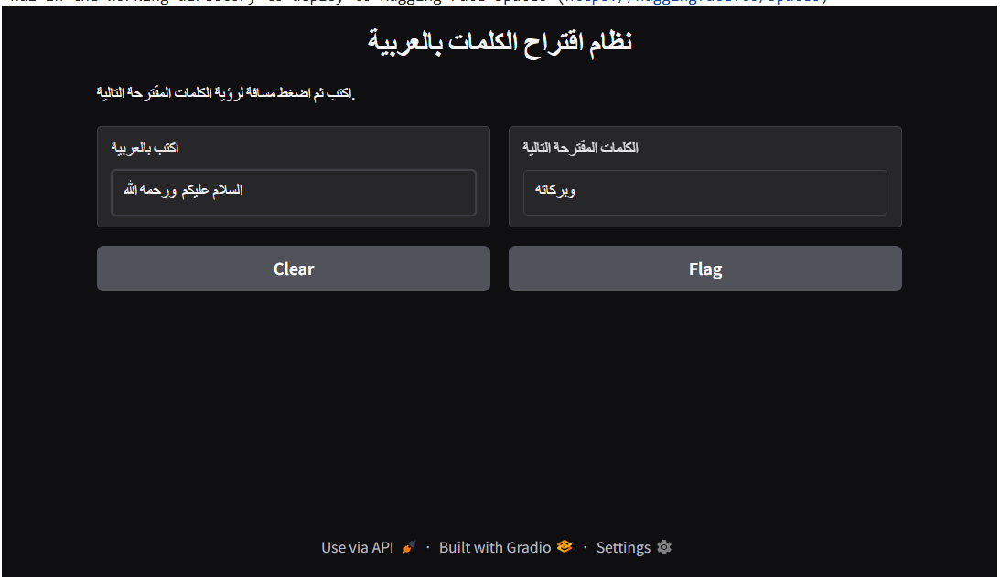 نظام اقتراح الكلمات بالعربية
اكتب ثم اضغط مسافة لرؤية الكلمات المقترحة التالية.
اكتب بالعربية
السلام عليكم ورحمه الله
الكلمات المقترحة التالية
وبركاته
Clear
Flag
Use via API · Built with Gradio · Settings